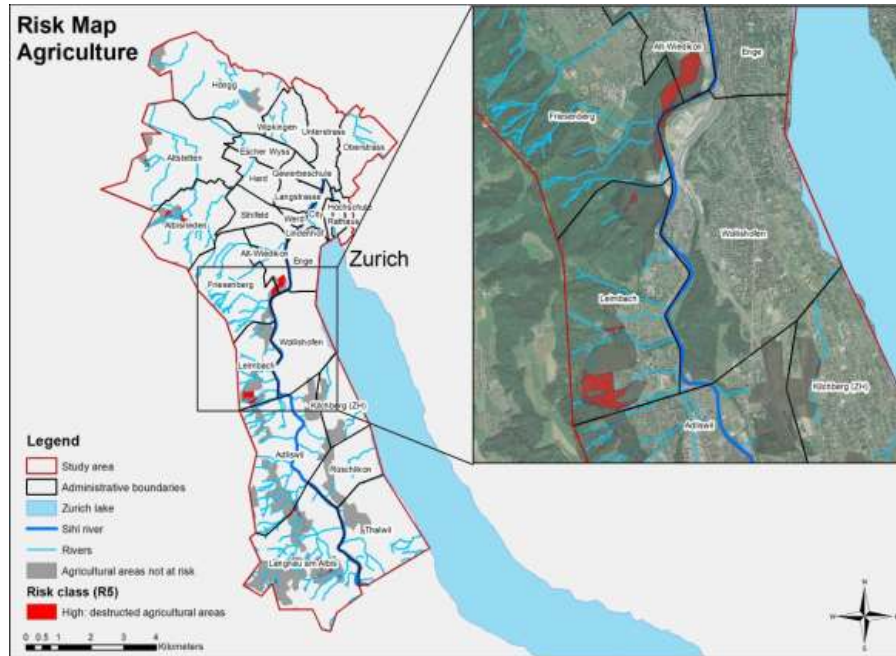 Risk Map
Agriculture
Höngg
Wipkingen
Unterstrass
Oberstrass
Altstetten
Escher Wyss
Gewerbeschule
Hard
Langstrasse
Hochschule
City
Rathaus
Werd
Sihlfeld
Lindenhof
Albisrieden
Alt-Wiedikon
Enge
Zurich
Friesenberg
Wollishofen
Leimbach
Kilchberg (ZH)
Adliswil
Rüschlikon
Thalwil
Langnau am Albis
Alt-Wiedikon
Enge
Friesenberg
Wollishofen
Leimbach
Kilchberg (ZH)
Adliswil
Legend
Study area
Administrative boundaries
Zurich lake
Sihl river
Rivers
Agricultural areas not at risk
Risk class (R5)
High: destructed agricultural areas
0 0.5 1 2 3 4
Kilometers
N
W
E
S